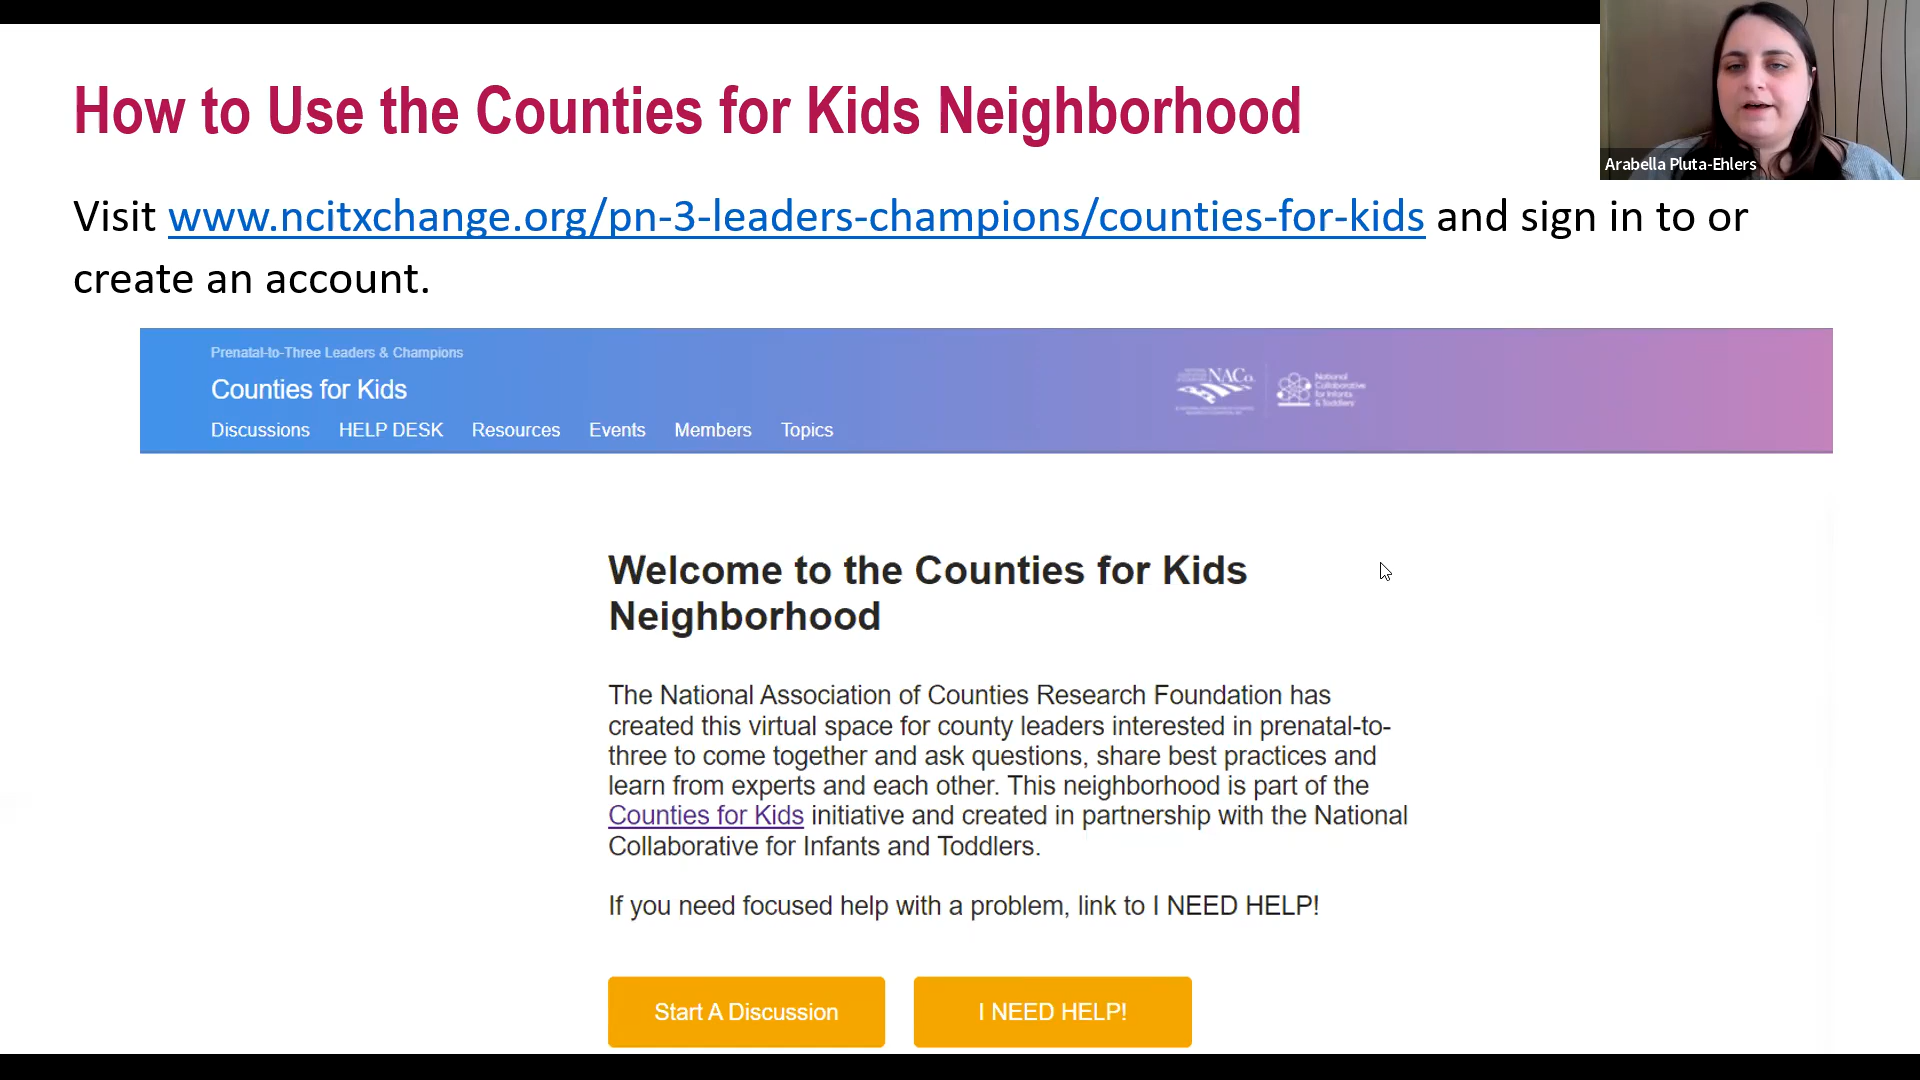 How to Use the Counties for Kids Neighborhood
Arabella Pluta-Ehlers
Visit www.ncitxchange.org/pn-3-leaders-champions/counties-for-kids and sign in to or
create an account.
Prenatal-to-Three Leaders & Champions
Counties for Kids
Discussions HELP DESK Resources Events Members Topics
NACo
National
Collaborative
for Infants
& Toddlers
Welcome to the Counties for Kids
Neighborhood
The National Association of Counties Research Foundation has
created this virtual space for county leaders interested in prenatal-to-
three to come together and ask questions, share best practices and
learn from experts and each other. This neighborhood is part of the
Counties for Kids initiative and created in partnership with the National
Collaborative for Infants and Toddlers.
If you need focused help with a problem, link to I NEED HELP!
Start A Discussion
I NEED HELP!